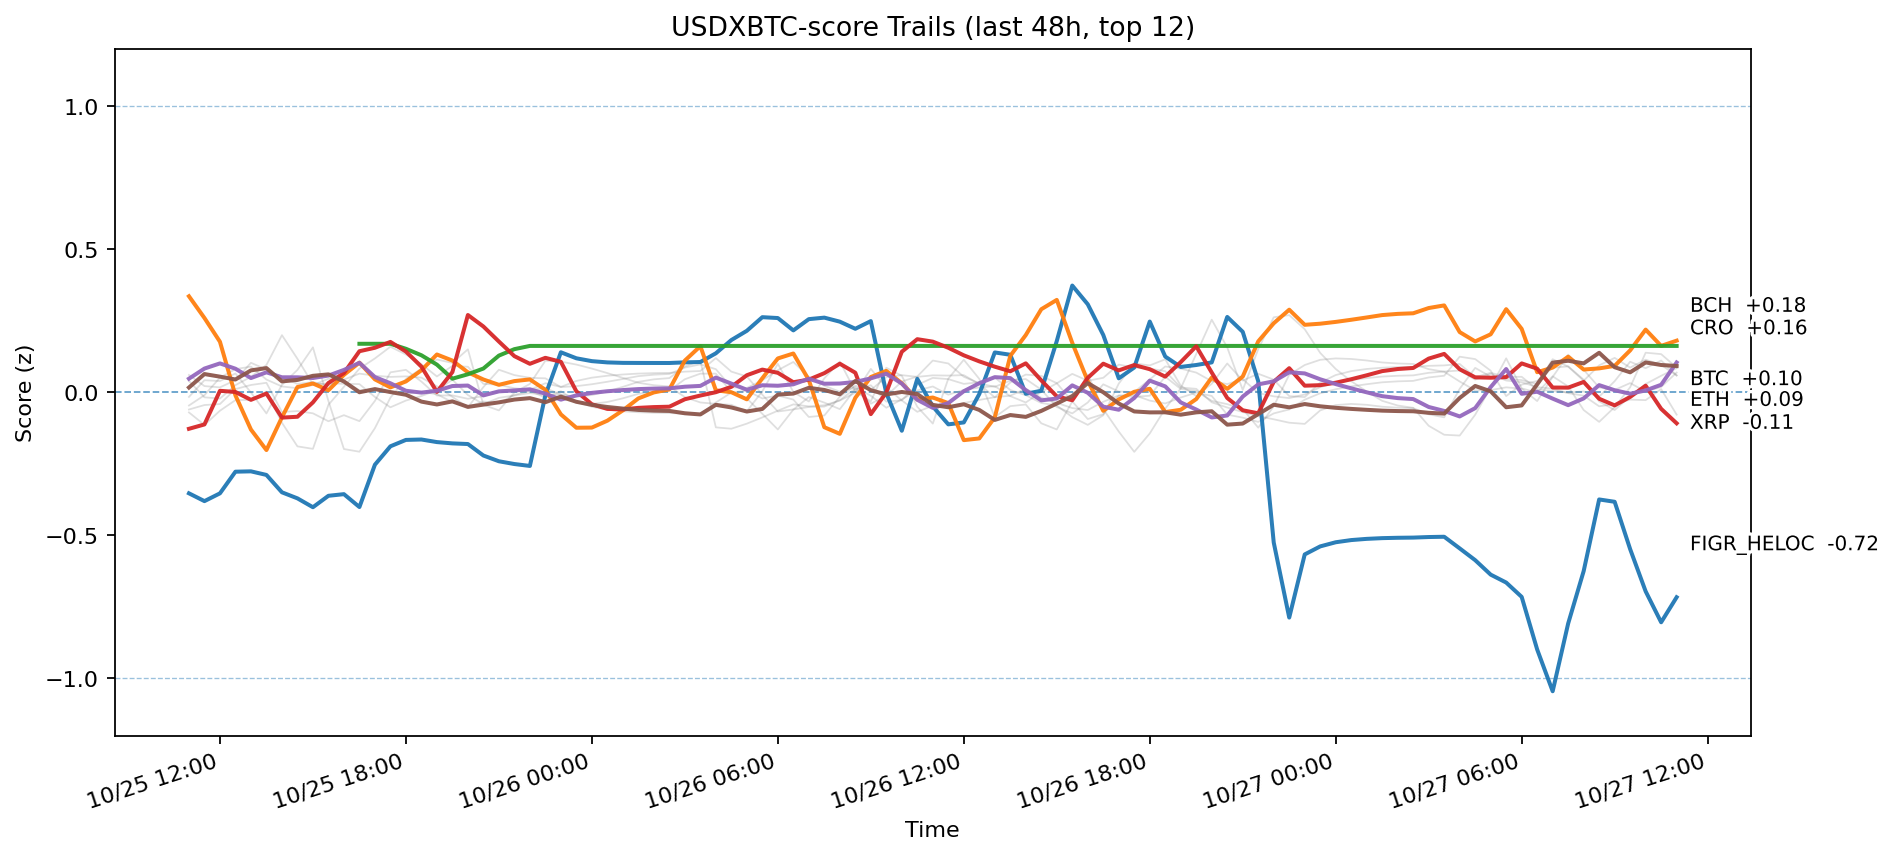 USDXBTC-score Trails (last 48h, top 12)
Score (z)
1.0
0.5
0.0
−0.5
−1.0
BCH +0.18
CRO +0.16
BTC +0.10
ETH +0.09
XRP -0.11
FIGR_HELOC -0.72
10/25 12:00
10/25 18:00
10/26 00:00
10/26 06:00
10/26 12:00
10/26 18:00
10/27 00:00
10/27 06:00
10/27 12:00
Time